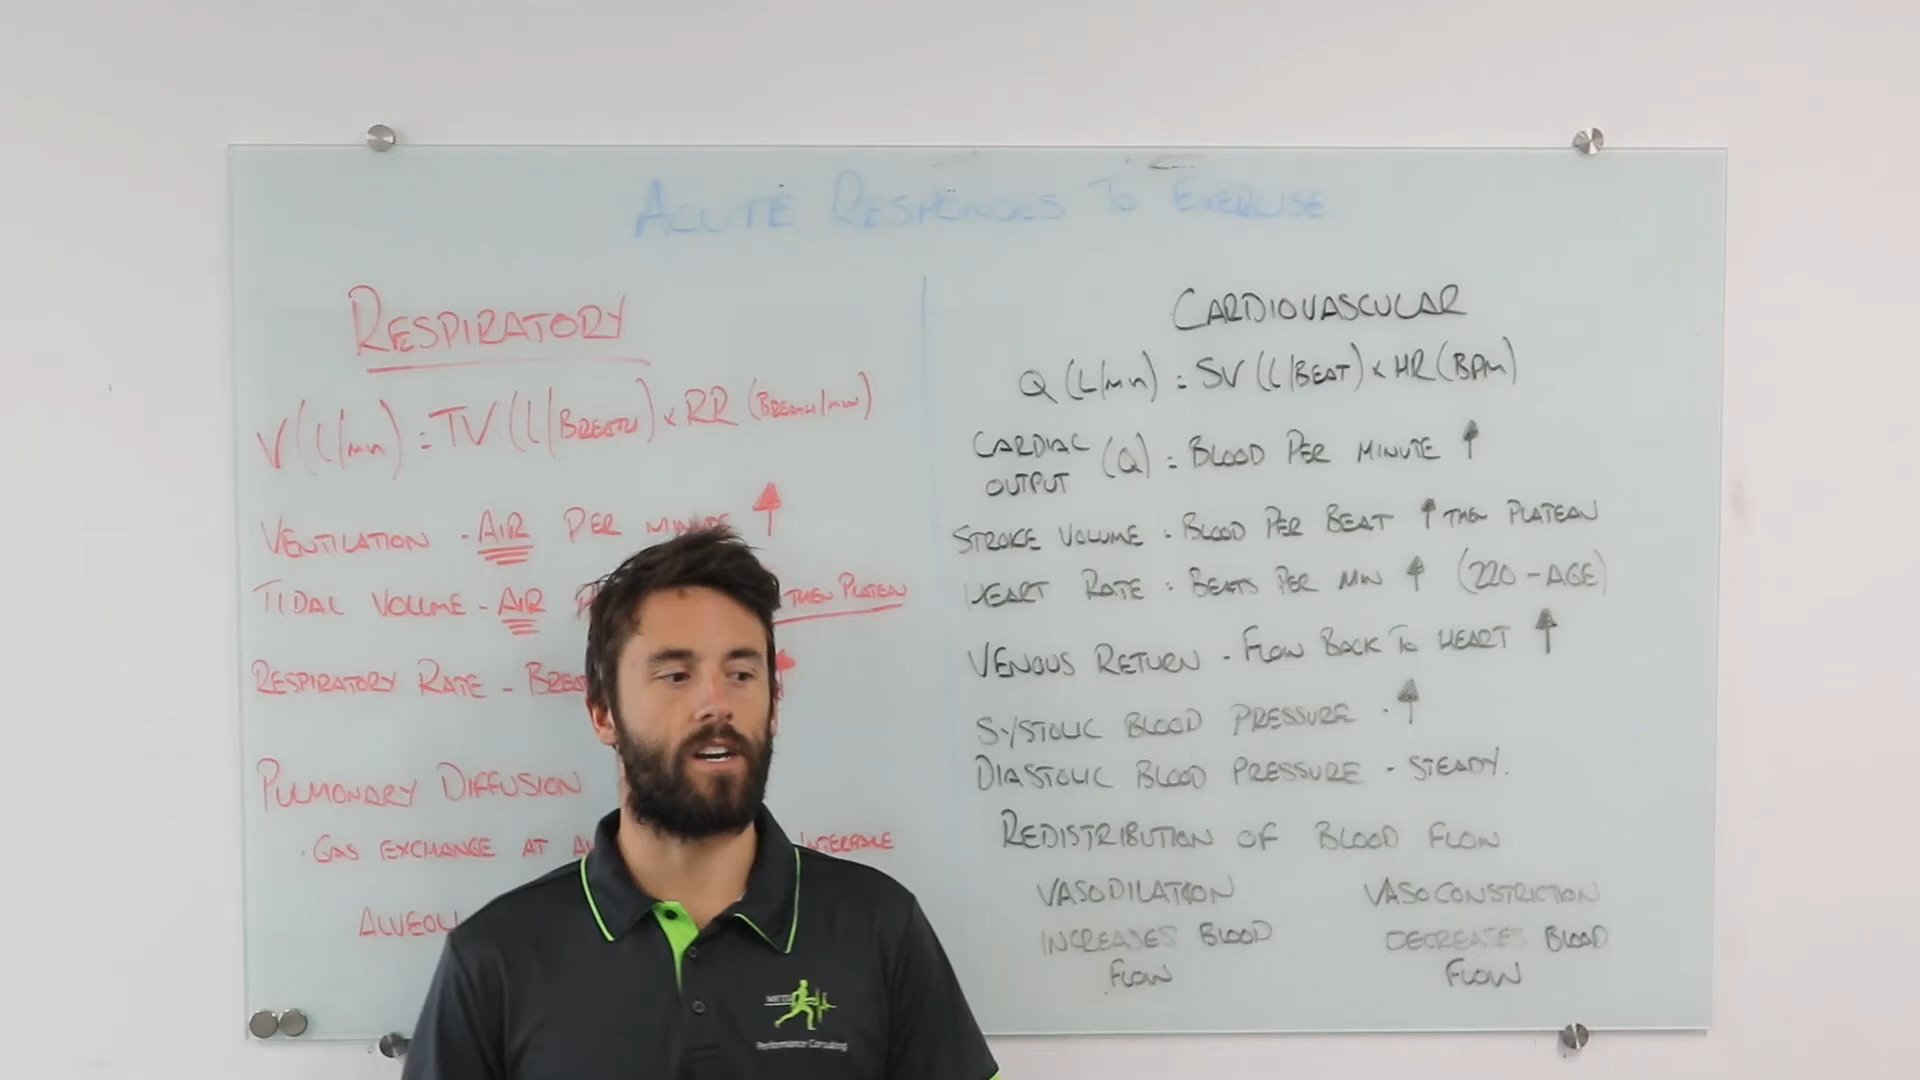 ACUTE RESPONSES TO EXERCISE
RESPIRATORY
V (L/min) = TV (L/BREATH) x RR (BREATH/MIN)
VENTILATION - AIR PER MINUTE ↑
TIDAL VOLUME - AIR THEN PLATEAU
RESPIRATORY RATE - ↑
PULMONARY DIFFUSION
· GAS EXCHANGE AT INTERFACE
CARDIOVASCULAR
Q (L/min) = SV (L/BEAT) x HR (BPM)
CARDIAC OUTPUT (Q) = BLOOD PER MINUTE ↑
STROKE VOLUME = BLOOD PER BEAT ↑ THEN PLATEAU
HEART RATE = BEATS PER MIN ↑ (220 - AGE)
VENOUS RETURN - FLOW BACK TO HEART ↑
SYSTOLIC BLOOD PRESSURE - ↑
DIASTOLIC BLOOD PRESSURE - STEADY.
REDISTRIBUTION OF BLOOD FLOW
VASODILATION
INCREASES BLOOD
FLOW
VASOCONSTRICTION
DECREASES BLOOD
FLOW
Performance Consulting